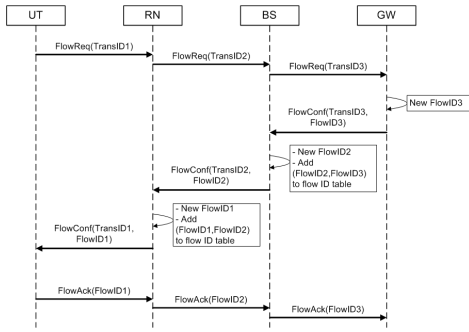 UT
RN
BS
GW
FlowReq(TransID1)
FlowReq(TransID2)
FlowReq(TransID3)
New FlowID3
FlowConf(TransID3,
FlowID3)
- New FlowID2
- Add
(FlowID2,FlowID3)
to flow ID table
FlowConf(TransID2,
FlowID2)
- New FlowID1
- Add
(FlowID1,FlowID2)
to flow ID table
FlowConf(TransID1,
FlowID1)
FlowAck(FlowID1)
FlowAck(FlowID2)
FlowAck(FlowID3)